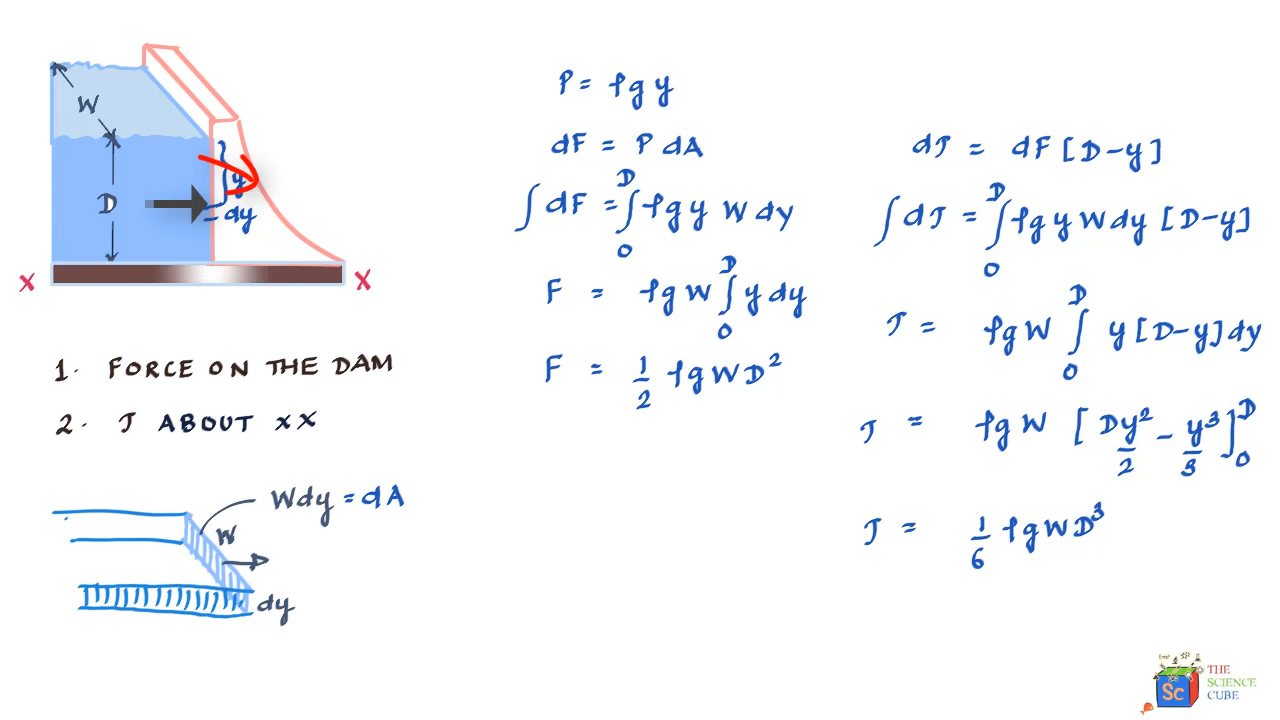 W
D
y
dy
X X
1. FORCE ON THE DAM
2. τ ABOUT XX
Wdy = dA
W
dy
P = ρgy
dF = P dA
∫ dF = ∫₀ᴰ ρgy W dy
F = ρgW ∫₀ᴰ y dy
F = 1/2 ρgWD²
dτ = dF [D-y]
∫ dτ = ∫₀ᴰ ρgy W dy [D-y]
τ = ρgW ∫₀ᴰ y[D-y]dy
τ = ρgW [Dy²/2 - y³/3]₀ᴰ
τ = 1/6 ρgWD³
Sc
THE
SCIENCE
CUBE